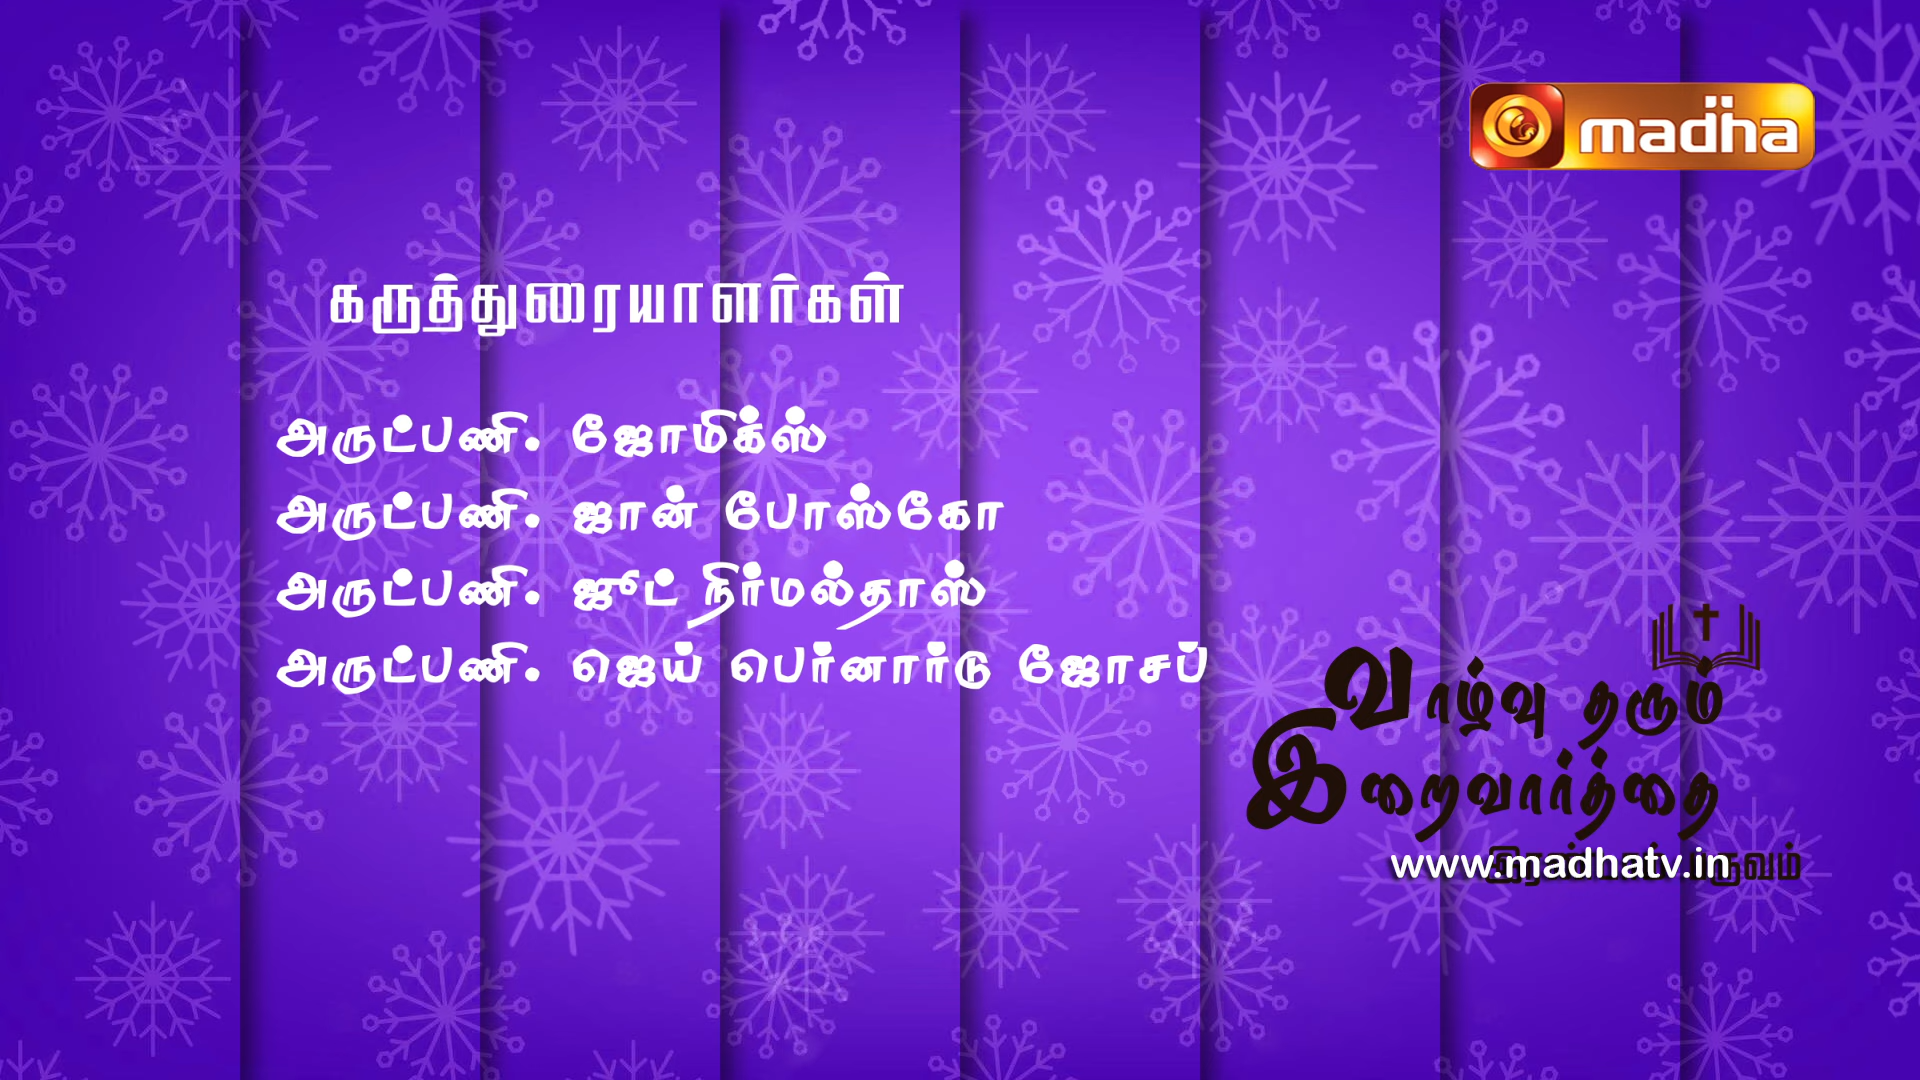 madha
கருத்துரையாளர்கள்
அருட்பணி. ஜோமிக்ஸ்
அருட்பணி. ஜான் போஸ்கோ
அருட்பணி. ஜூட் நிர்மல்தாஸ்
அருட்பணி. ஜெய் பெர்னார்டு ஜோசப்
வாழ்வு தரும்
இறைவார்த்தை
www.madhatv.in